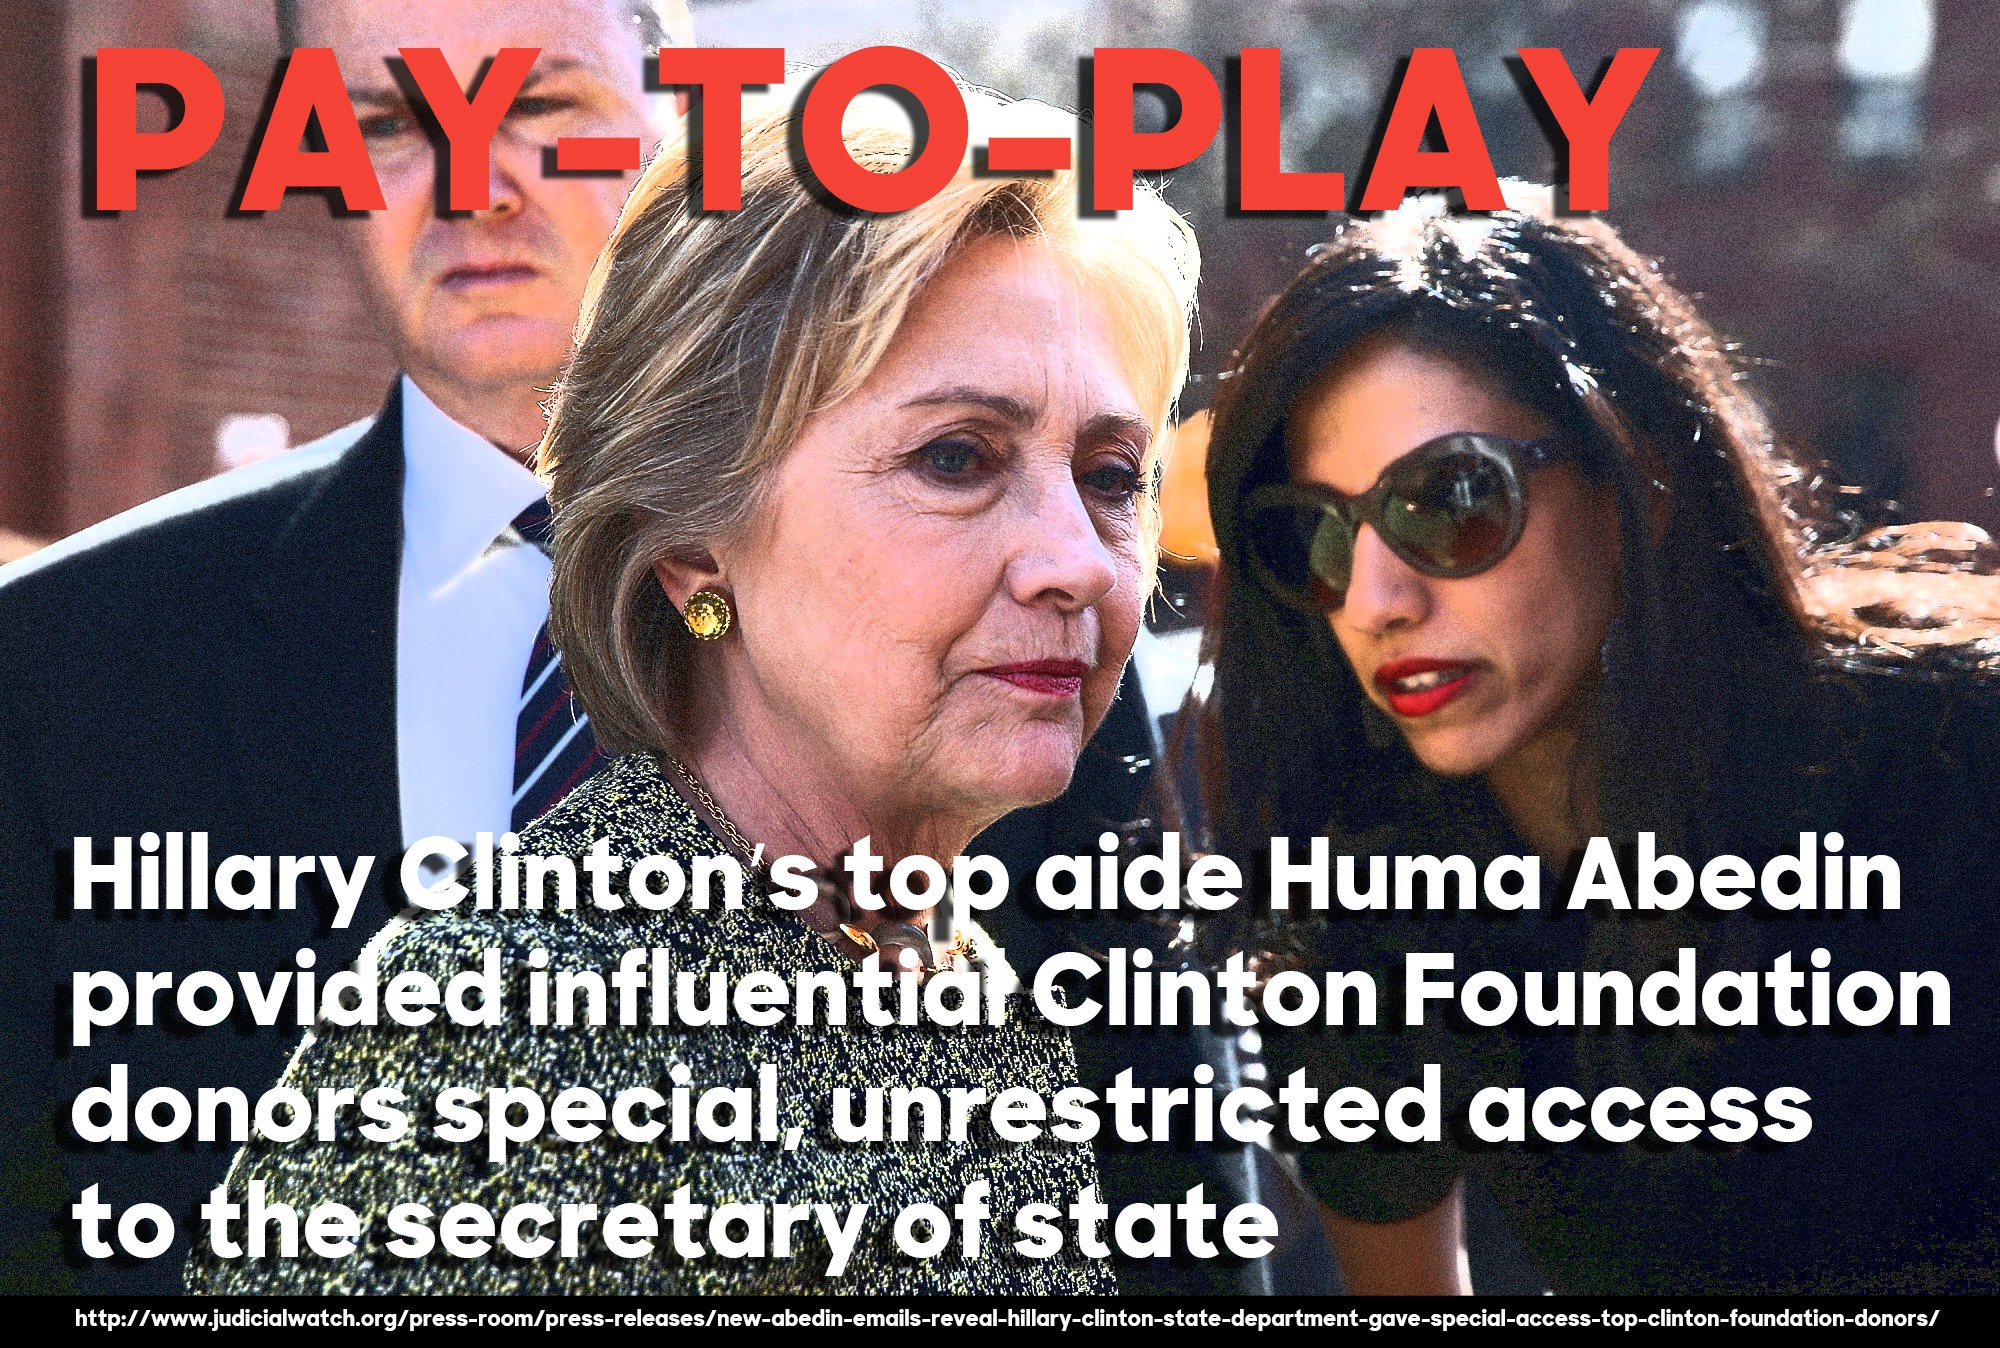 PAY-TO-PLAY
Hillary Clinton's top aide Huma Abedin
provided influential Clinton Foundation
donors special, unrestricted access
to the secretary of state
http://www.judicialwatch.org/press-room/press-releases/new-abedin-emails-reveal-hillary-clinton-state-department-gave-special-access-top-clinton-foundation-donors/